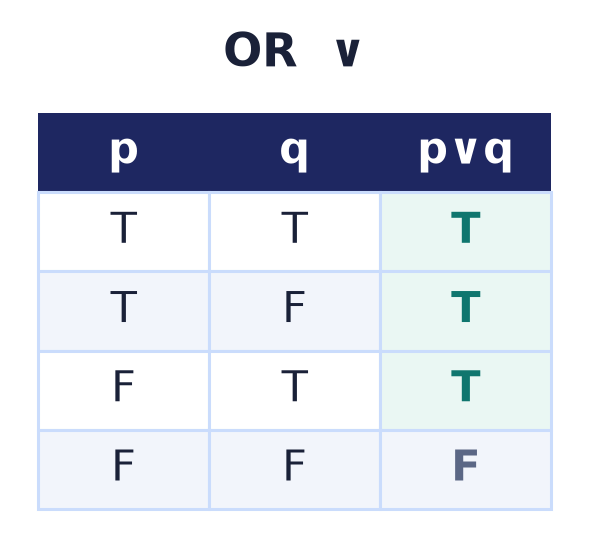 OR ∨
p q p∨q
T T T
T F T
F T T
F F F